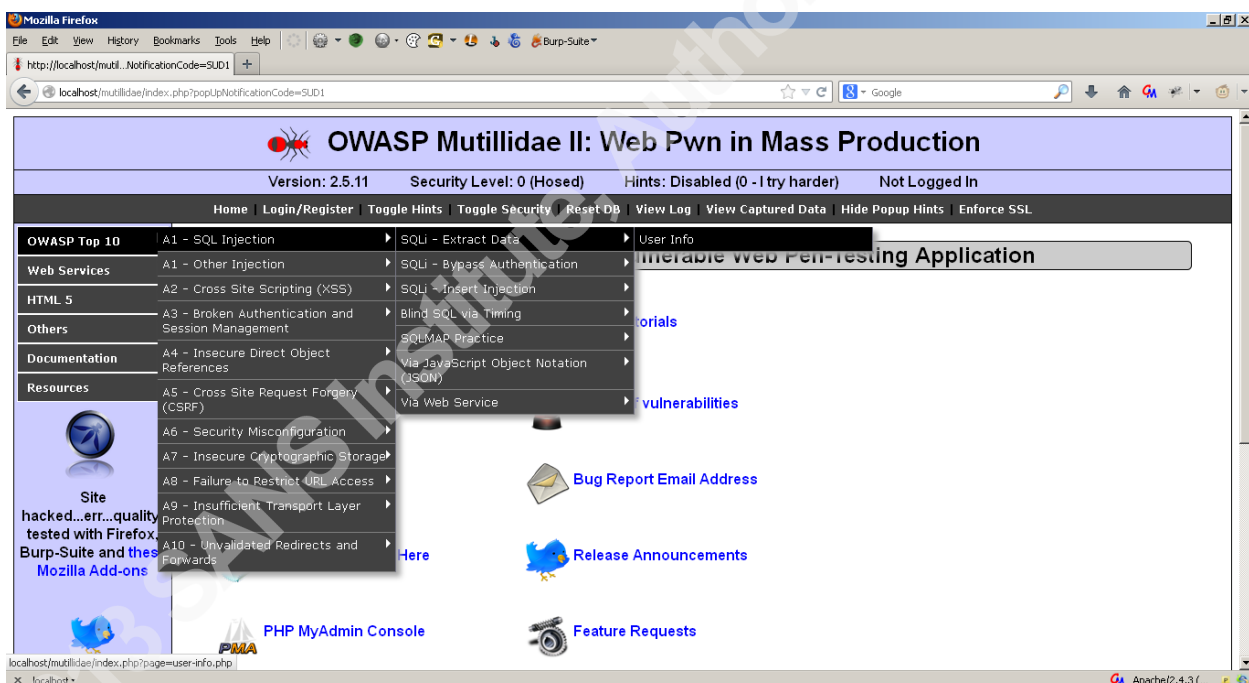 Mozilla Firefox
File Edit View History Bookmarks Tools Help Burp-Suite
http://localhost/mutil...NotificationCode=SUD1 +
localhost/mutillidae/index.php?popUpNotificationCode=SUD1
Google
OWASP Mutillidae II: Web Pwn in Mass Production
Version: 2.5.11 Security Level: 0 (Hosed) Hints: Disabled (0 - I try harder) Not Logged In
Home | Login/Register | Toggle Hints | Toggle Security | Reset DB | View Log | View Captured Data | Hide Popup Hints | Enforce SSL
OWASP Top 10
Web Services
HTML 5
Others
Documentation
Resources
A1 - SQL Injection
A1 - Other Injection
A2 - Cross Site Scripting (XSS)
A3 - Broken Authentication and
Session Management
A4 - Insecure Direct Object
References
A5 - Cross Site Request Forgery
(CSRF)
A6 - Security Misconfiguration
A7 - Insecure Cryptographic Storage
A8 - Failure to Restrict URL Access
A9 - Insufficient Transport Layer
Protection
A10 - Unvalidated Redirects and
Forwards
SQLi - Extract Data
SQLi - Bypass Authentication
SQLi - Insert Injection
Blind SQL via Timing
SQLMAP Practice
Via JavaScript Object Notation
(JSON)
Via Web Service
User Info
Web Pen-Testing Application
vulnerabilities
Bug Report Email Address
Here
Release Announcements
PMA
PHP MyAdmin Console
Feature Requests
Site
hacked...err...quality
tested with Firefox,
Burp-Suite and these
Mozilla Add-ons
localhost/mutillidae/index.php?page=user-info.php
x localhost
Apache/2.4.3 (
SANS Institute, Autho